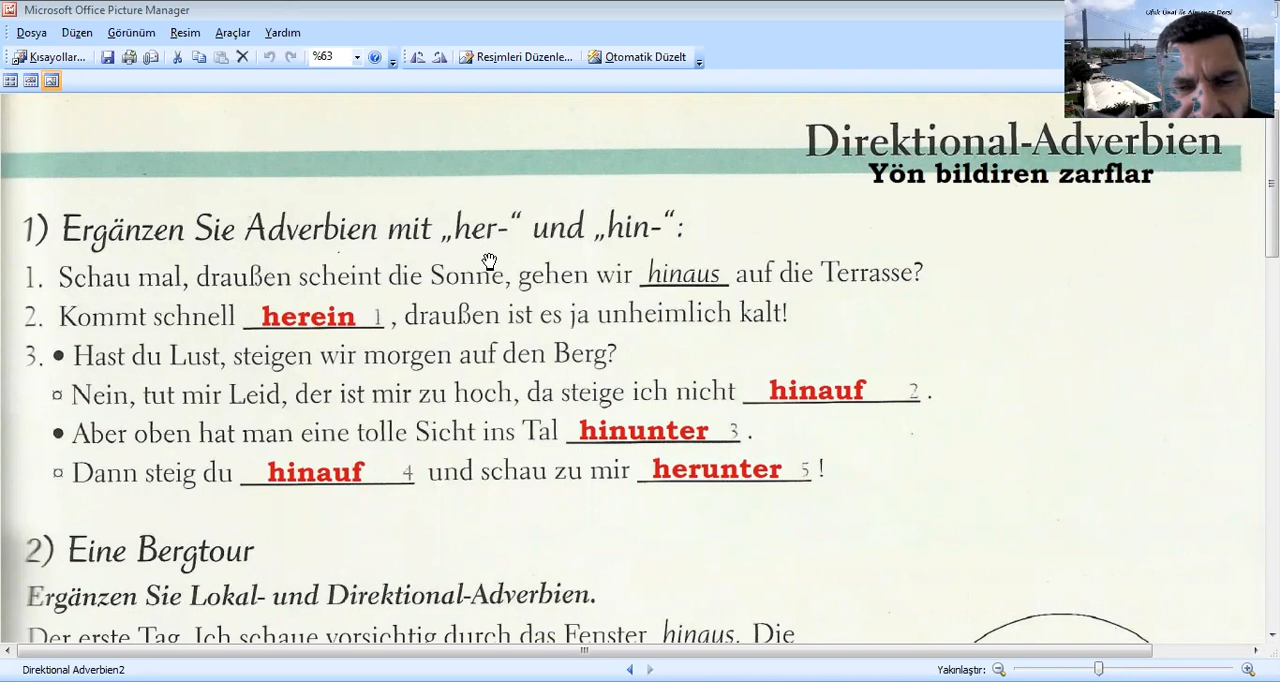 Microsoft Office Picture Manager
Dosya Düzen Görünüm Resim Araçlar Yardım
Kısayollar... %63 Resimleri Düzenle... Otomatik Düzelt
Ufuk Ünal ile Almanca Dersi
Direktional-Adverbien
Yön bildiren zarflar
1) Ergänzen Sie Adverbien mit „her-“ und „hin-“:
1. Schau mal, draußen scheint die Sonne, gehen wir hinaus auf die Terrasse?
2. Kommt schnell herein 1 , draußen ist es ja unheimlich kalt!
3. • Hast du Lust, steigen wir morgen auf den Berg?
¤ Nein, tut mir Leid, der ist mir zu hoch, da steige ich nicht hinauf 2 .
• Aber oben hat man eine tolle Sicht ins Tal hinunter 3 .
¤ Dann steig du hinauf 4 und schau zu mir herunter 5 !
2) Eine Bergtour
Ergänzen Sie Lokal- und Direktional-Adverbien.
Der erste Tag. Ich schaue vorsichtig durch das Fenster hinaus. Die
Direktional Adverbien2 Yakınlaştır: